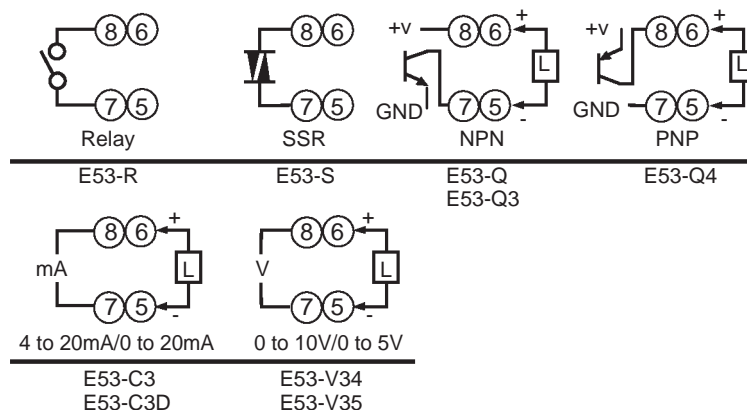 8 6
7 5
Relay
E53-R
8 6
7 5
SSR
E53-S
+v 8 6 +
L
GND 7 5 -
NPN
E53-Q
E53-Q3
+v 8 6 +
L
GND 7 5 -
PNP
E53-Q4
8 6 +
mA L
7 5 -
4 to 20mA/0 to 20mA
E53-C3
E53-C3D
8 6 +
V L
7 5 -
0 to 10V/0 to 5V
E53-V34
E53-V35